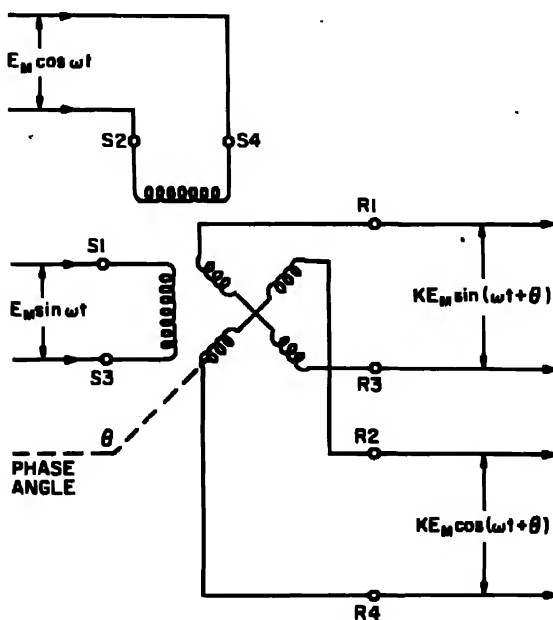 E_M cos ωt
S2
S4
S1
E_M sin ωt
S3
θ
PHASE
ANGLE
R1
KE_M sin (ωt+θ)
R3
R2
KE_M cos (ωt+θ)
R4